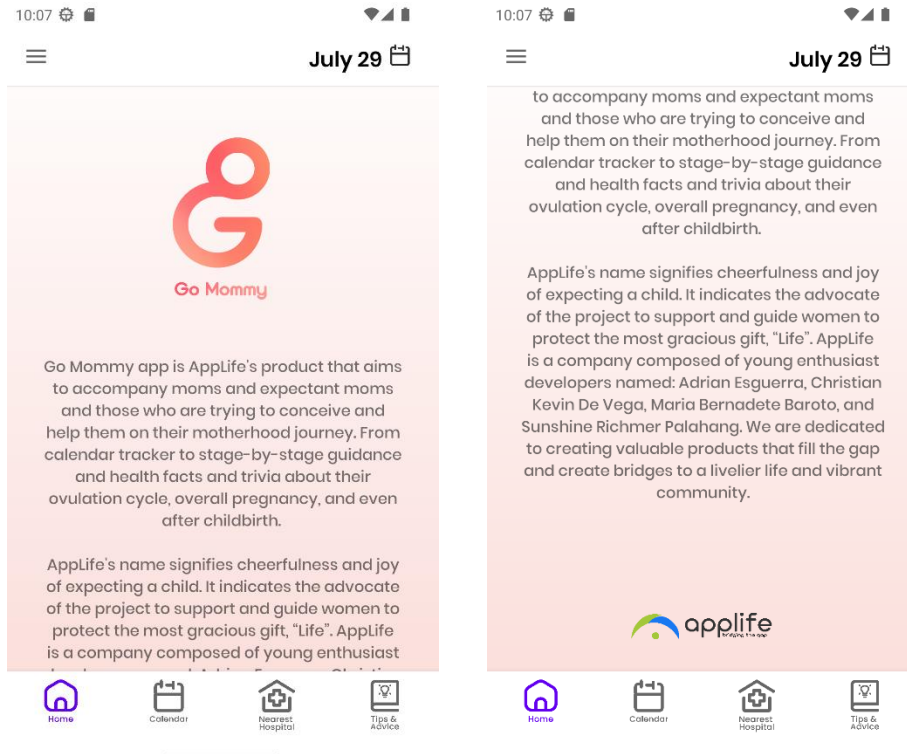 10:07
July 29
Go Mommy
Go Mommy app is AppLife's product that aims
to accompany moms and expectant moms
and those who are trying to conceive and
help them on their motherhood journey. From
calendar tracker to stage-by-stage guidance
and health facts and trivia about their
ovulation cycle, overall pregnancy, and even
after childbirth.
AppLife's name signifies cheerfulness and joy
of expecting a child. It indicates the advocate
of the project to support and guide women to
protect the most gracious gift, “Life”. AppLife
is a company composed of young enthusiast
Home
Calendar
Nearest
Hospital
Tips &
Advice
10:07
July 29
to accompany moms and expectant moms
and those who are trying to conceive and
help them on their motherhood journey. From
calendar tracker to stage-by-stage guidance
and health facts and trivia about their
ovulation cycle, overall pregnancy, and even
after childbirth.
AppLife's name signifies cheerfulness and joy
of expecting a child. It indicates the advocate
of the project to support and guide women to
protect the most gracious gift, “Life”. AppLife
is a company composed of young enthusiast
developers named: Adrian Esguerra, Christian
Kevin De Vega, Maria Bernadete Baroto, and
Sunshine Richmer Palahang. We are dedicated
to creating valuable products that fill the gap
and create bridges to a livelier life and vibrant
community.
applife
bridging the gap
Home
Calendar
Nearest
Hospital
Tips &
Advice